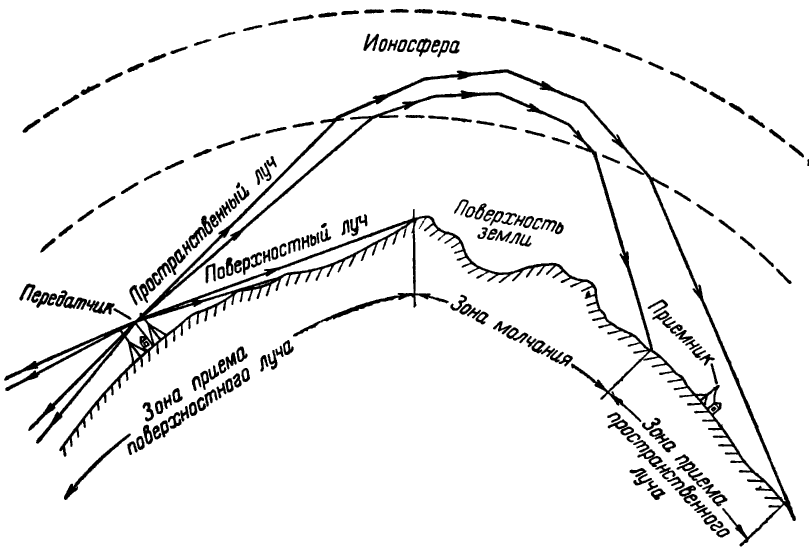 Ионосфера
Пространственный луч
Поверхностный луч
Поверхность
земли
Передатчик
Приемник
Зона приема
поверхностного луча
Зона молчания
Зона приема
пространственного
луча